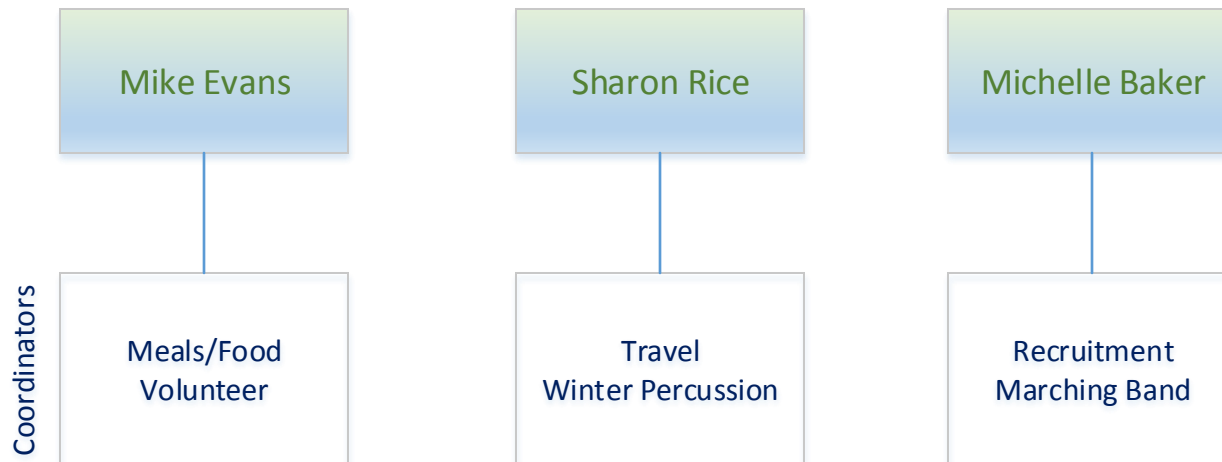 Mike Evans
Sharon Rice
Michelle Baker
Coordinators
Meals/Food
Volunteer
Travel
Winter Percussion
Recruitment
Marching Band